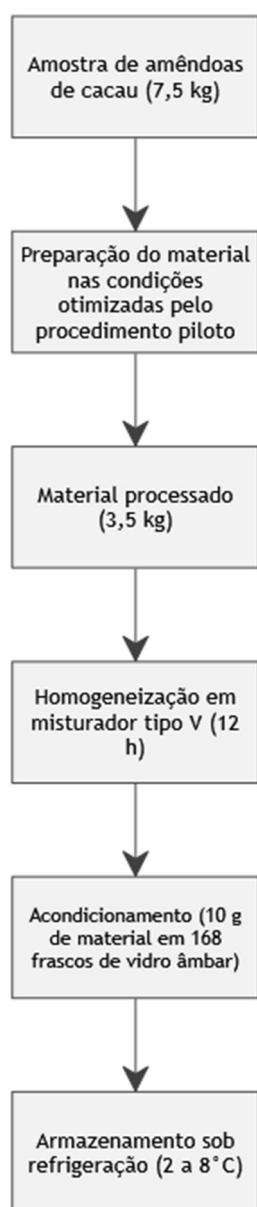 Amostra de amêndoas
de cacau (7,5 kg)
Preparação do material
nas condições
otimizadas pelo
procedimento piloto
Material processado
(3,5 kg)
Homogeneização em
misturador tipo V (12
h)
Acondicionamento (10 g
de material em 168
frascos de vidro âmbar)
Armazenamento sob
refrigeração (2 a 8°C)